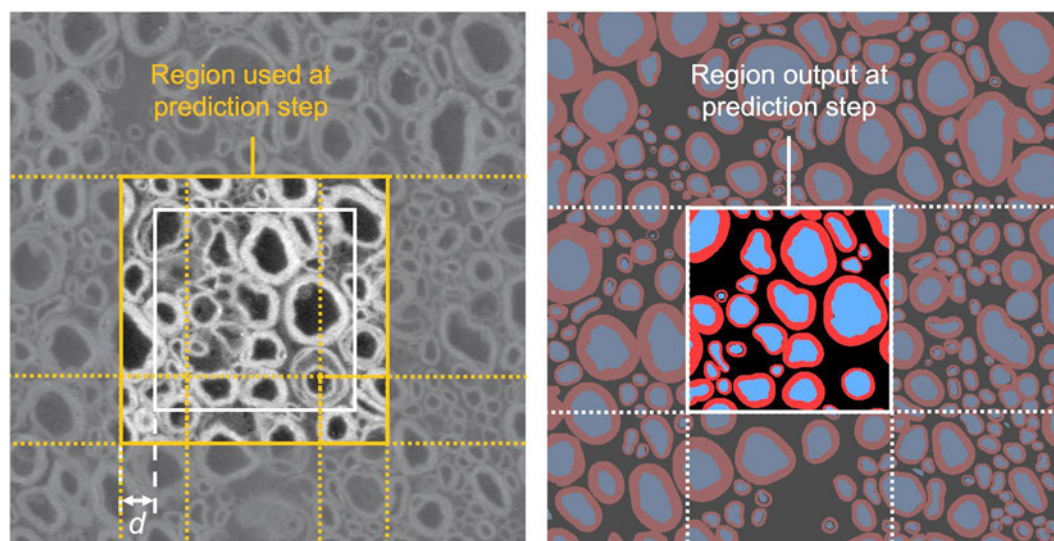 Region used at
prediction step
d
Region output at
prediction step